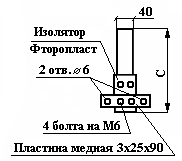 40
Изолятор
Фторопласт
2 отв.⌀6
С
4 болта на М6
Пластина медная 3х25х90